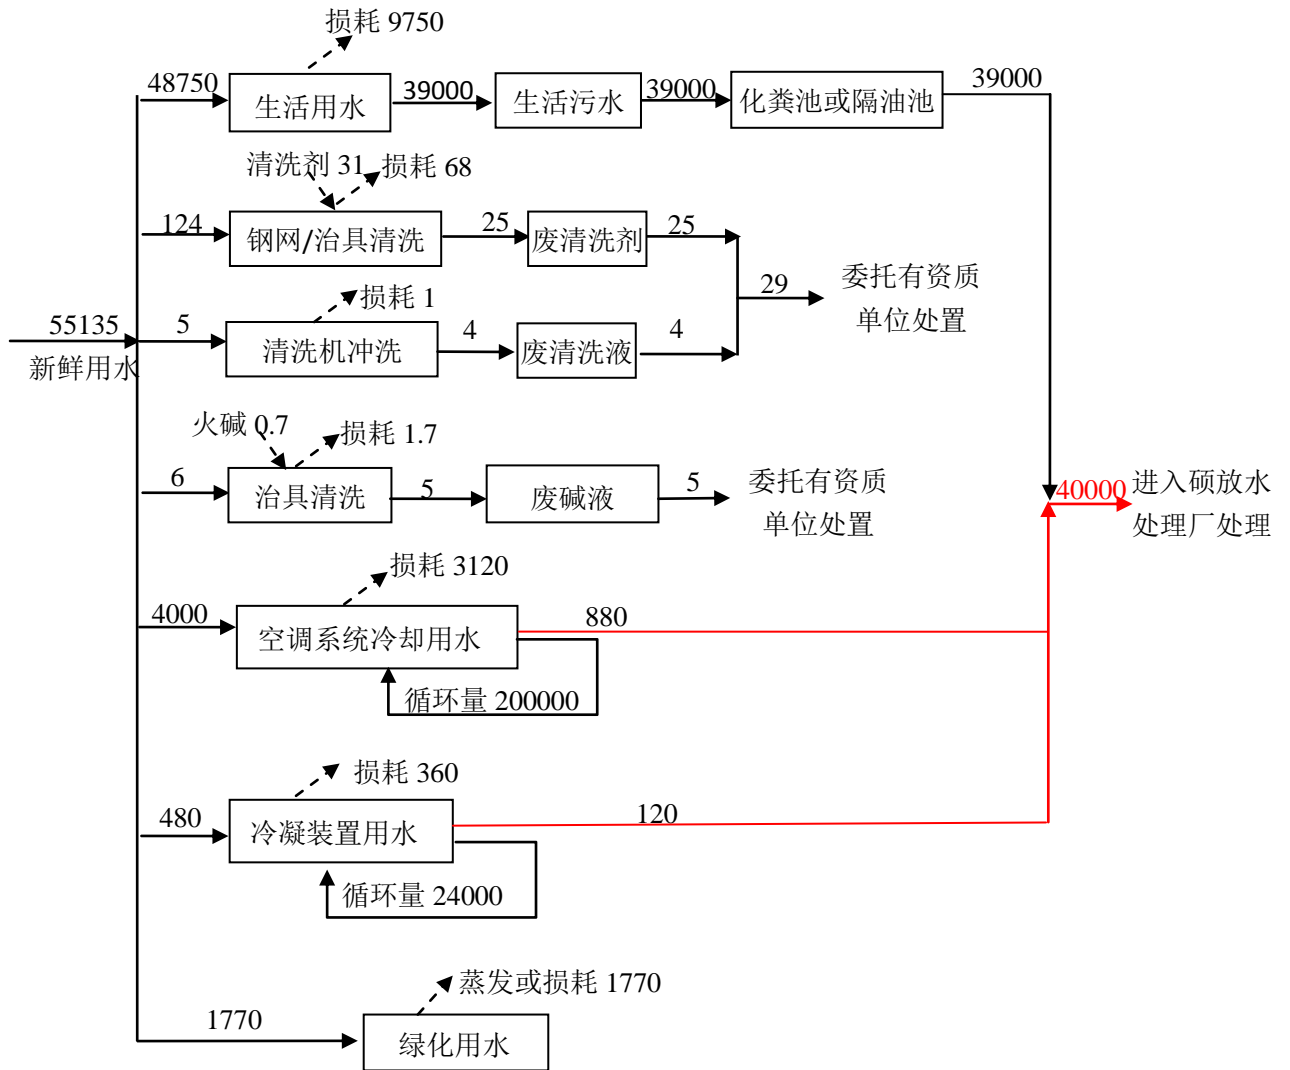 损耗 9750
48750
生活用水
39000
生活污水
39000
化粪池或隔油池
39000
清洗剂 31
损耗 68
124
钢网/治具清洗
25
废清洗剂
25
29
委托有资质
单位处置
损耗 1
55135
新鲜用水
5
清洗机冲洗
4
废清洗液
4
火碱 0.7
损耗 1.7
6
治具清洗
5
废碱液
5
委托有资质
单位处置
40000
进入硕放水
处理厂处理
损耗 3120
4000
空调系统冷却用水
880
循环量 200000
损耗 360
480
冷凝装置用水
120
循环量 24000
蒸发或损耗 1770
1770
绿化用水